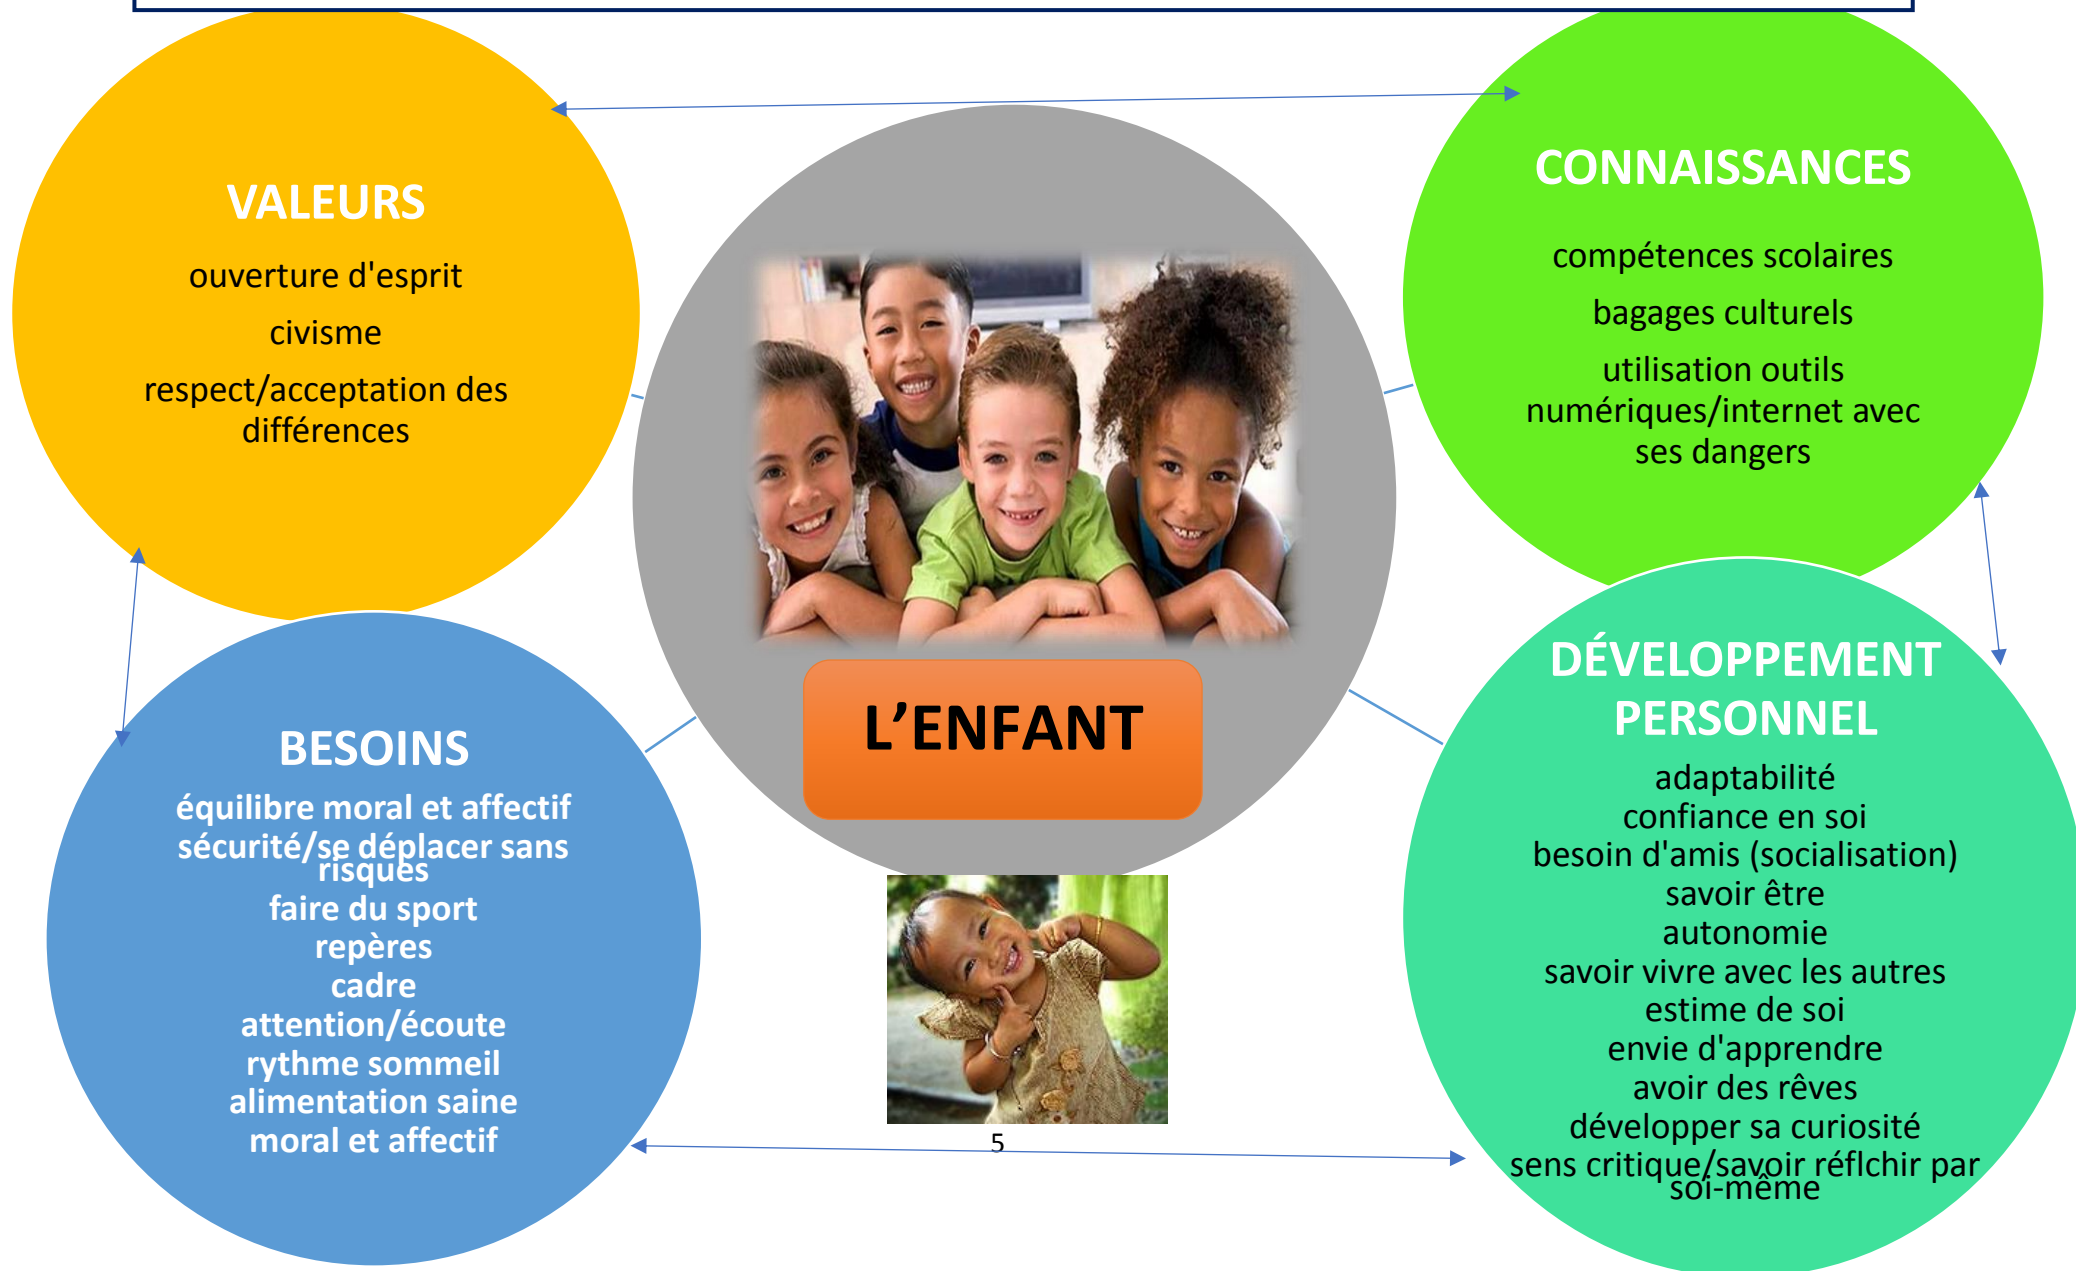 VALEURS
ouverture d'esprit
civisme
respect/acceptation des
différences
CONNAISSANCES
compétences scolaires
bagages culturels
utilisation outils
numériques/internet avec
ses dangers
L’ENFANT
BESOINS
équilibre moral et affectif
sécurité/se déplacer sans
risques
faire du sport
repères
cadre
attention/écoute
rythme sommeil
alimentation saine
moral et affectif
DÉVELOPPEMENT
PERSONNEL
adaptabilité
confiance en soi
besoin d'amis (socialisation)
savoir être
autonomie
savoir vivre avec les autres
estime de soi
envie d'apprendre
avoir des rêves
développer sa curiosité
sens critique/savoir réflchir par
soi-même
5